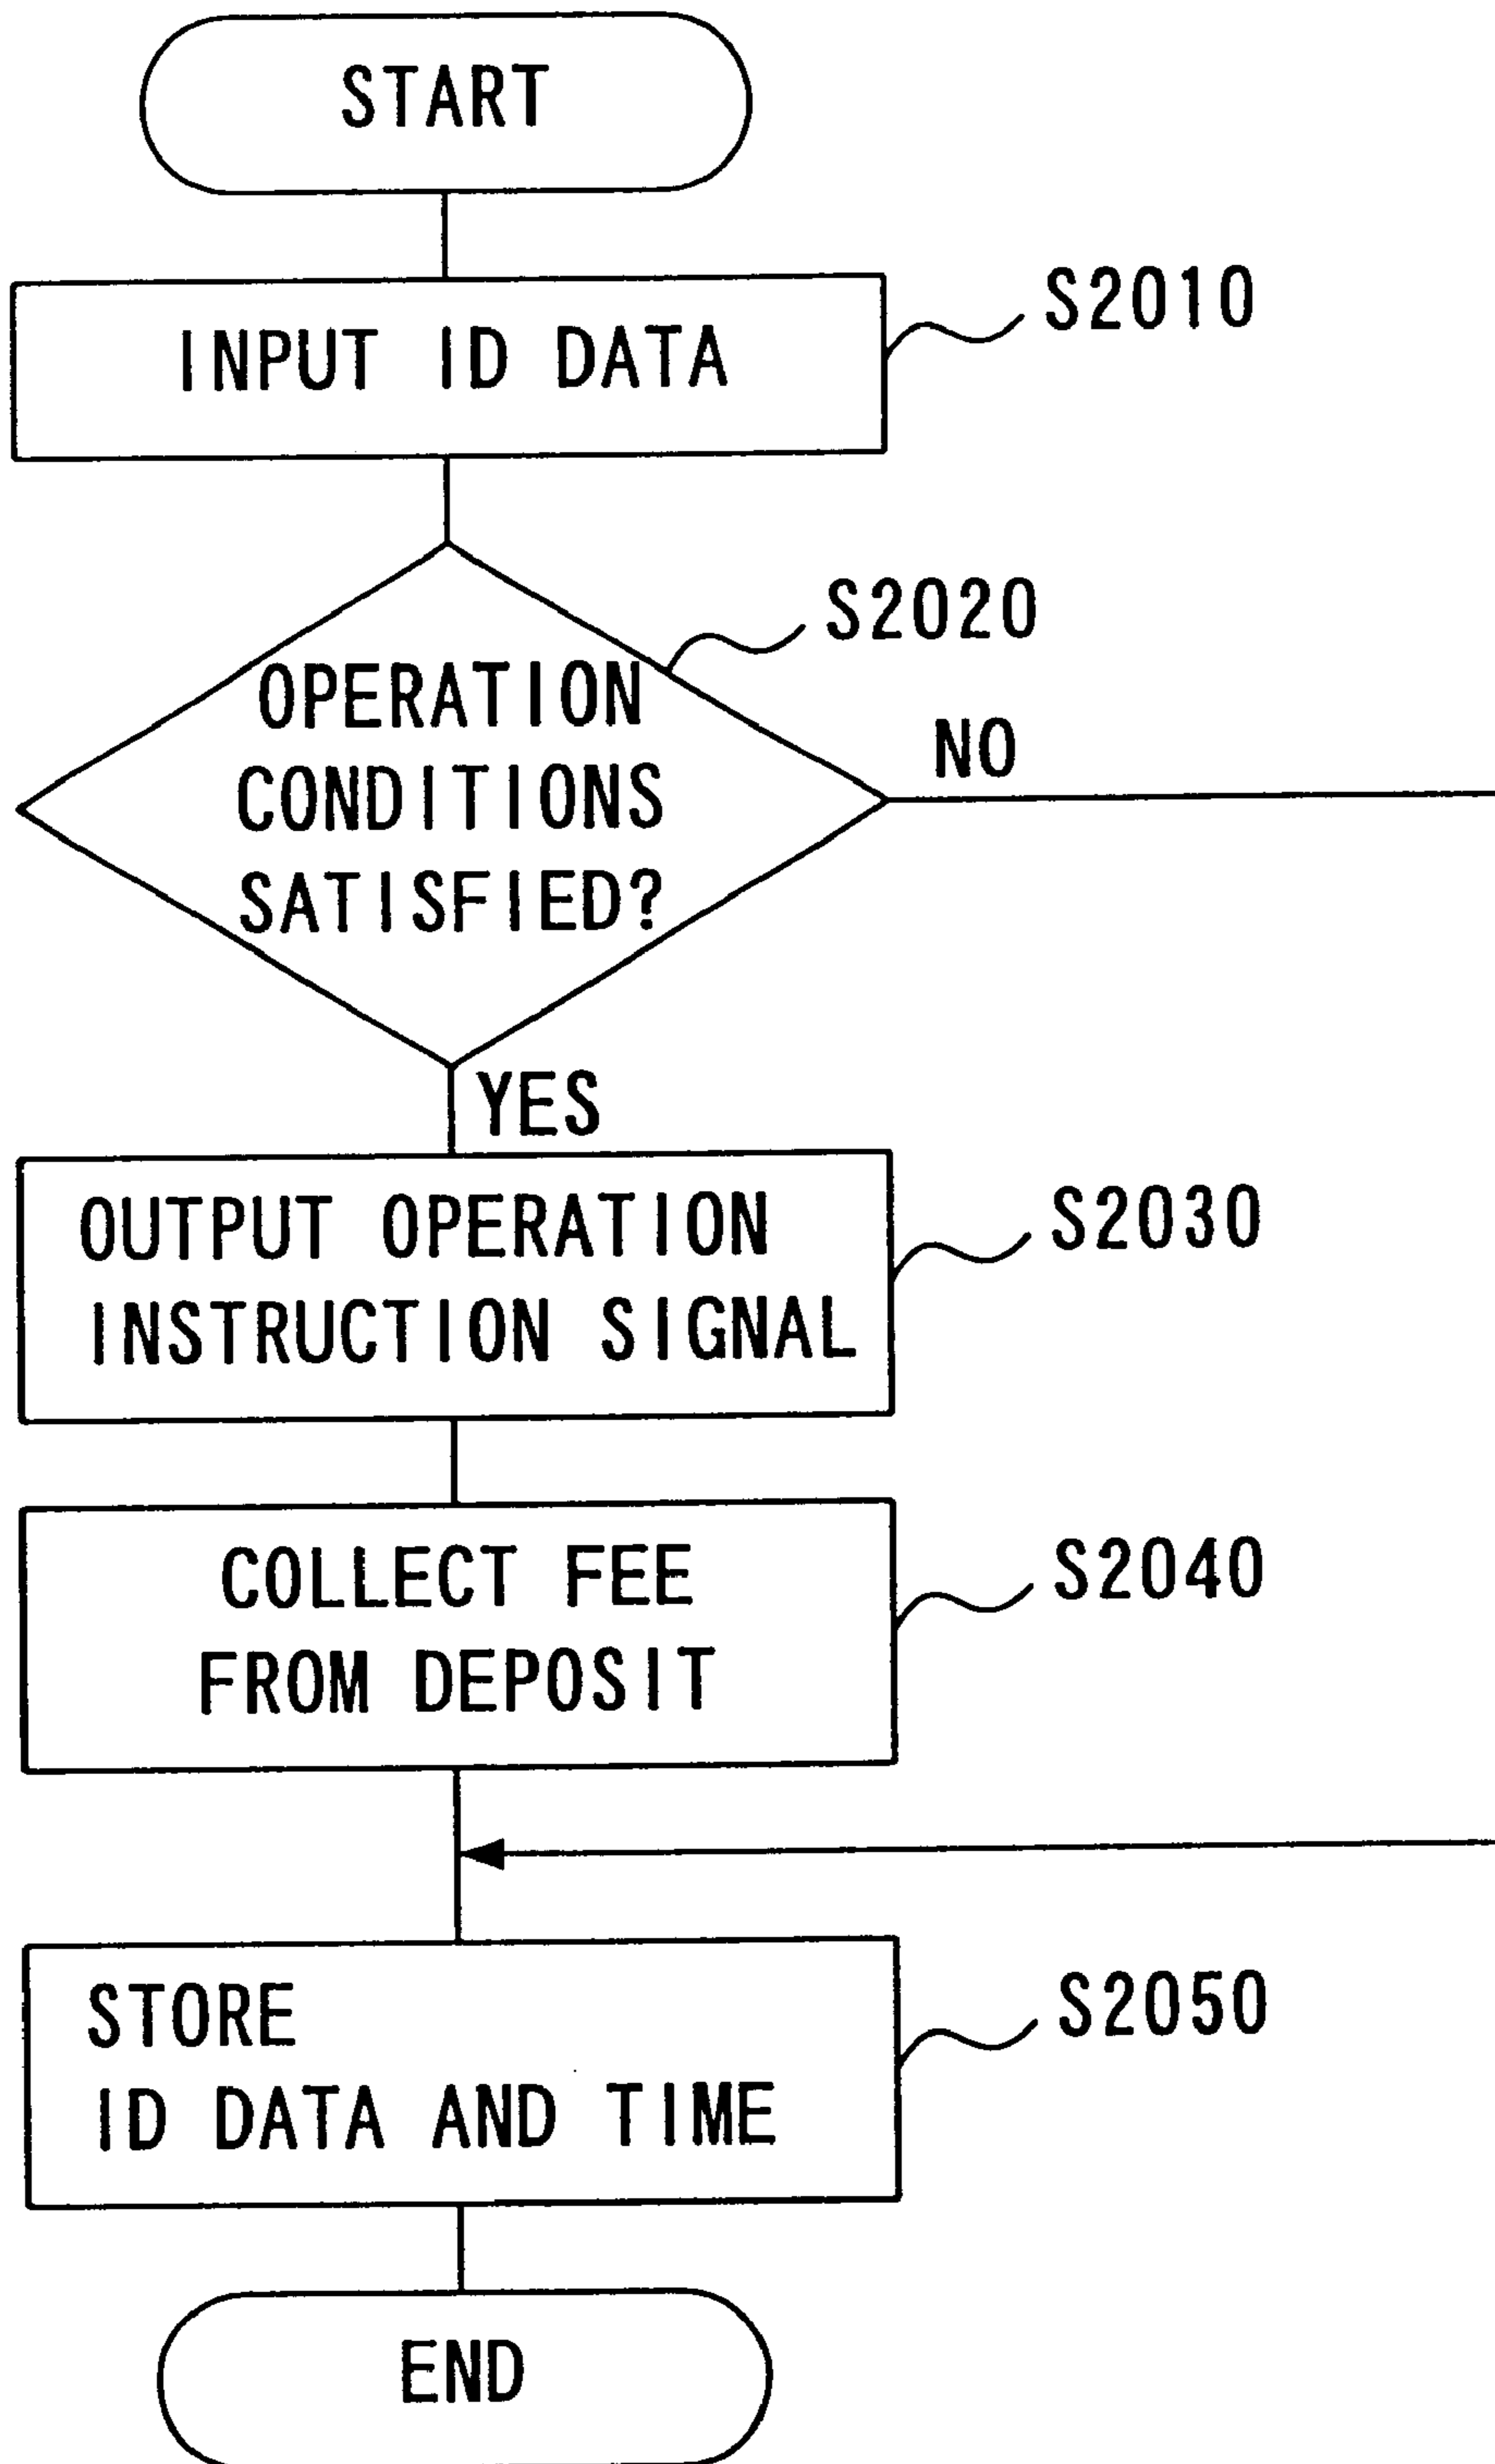 START
INPUT ID DATA
S2010
S2020
OPERATION
CONDITIONS
SATISFIED?
NO
YES
OUTPUT OPERATION
INSTRUCTION SIGNAL
S2030
COLLECT FEE
FROM DEPOSIT
S2040
STORE
ID DATA AND TIME
S2050
END